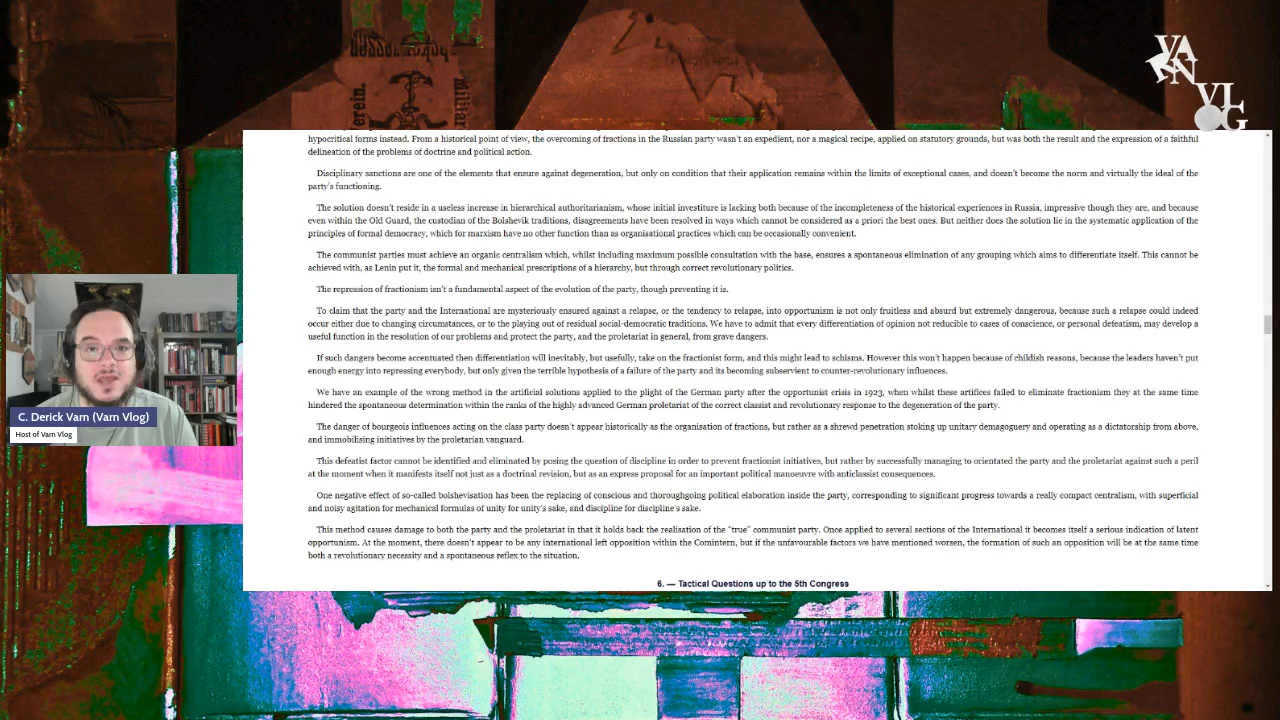 VARN VLOG
hypocritical forms instead. From a historical point of view, the overcoming of fractions in the Russian party wasn't an expedient, nor a magical recipe, applied on statutory grounds, but was both the result and the expression of a faithful
delineation of the problems of doctrine and political action.
Disciplinary sanctions are one of the elements that ensure against degeneration, but only on condition that their application remains within the limits of exceptional cases, and doesn't become the norm and virtually the ideal of the
party's functioning.
The solution doesn't reside in a useless increase in hierarchical authoritarianism, whose initial investiture is lacking both because of the incompleteness of the historical experiences in Russia, impressive though they are, and because
even within the Old Guard, the custodian of the Bolshevik traditions, disagreements have been resolved in ways which cannot be considered as a priori the best ones. But neither does the solution lie in the systematic application of the
principles of formal democracy, which for marxism have no other function than as organisational practices which can be occasionally convenient.
The communist parties must achieve an organic centralism which, whilst including maximum possible consultation with the base, ensures a spontaneous elimination of any grouping which aims to differentiate itself. This cannot be
achieved with, as Lenin put it, the formal and mechanical prescriptions of a hierarchy, but through correct revolutionary politics.
The repression of fractionism isn't a fundamental aspect of the evolution of the party, though preventing it is.
To claim that the party and the International are mysteriously ensured against a relapse, or the tendency to relapse, into opportunism is not only fruitless and absurd but extremely dangerous, because such a relapse could indeed
occur either due to changing circumstances, or to the playing out of residual social-democratic traditions. We have to admit that every differentiation of opinion not reducible to cases of conscience, or personal defeatism, may develop a
useful function in the resolution of our problems and protect the party, and the proletariat in general, from grave dangers.
If such dangers become accentuated then differentiation will inevitably, but usefully, take on the fractionist form, and this might lead to schisms. However this won't happen because of childish reasons, because the leaders haven't put
enough energy into repressing everybody, but only given the terrible hypothesis of a failure of the party and its becoming subservient to counter-revolutionary influences.
We have an example of the wrong method in the artificial solutions applied to the plight of the German party after the opportunist crisis in 1923, when whilst these artifices failed to eliminate fractionism they at the same time
hindered the spontaneous determination within the ranks of the highly advanced German proletariat of the correct classist and revolutionary response to the degeneration of the party.
The danger of bourgeois influences acting on the class party doesn't appear historically as the organisation of fractions, but rather as a shrewd penetration stoking up unitary demagoguery and operating as a dictatorship from above,
and immobilising initiatives by the proletarian vanguard.
This defeatist factor cannot be identified and eliminated by posing the question of discipline in order to prevent fractionist initiatives, but rather by successfully managing to orientated the party and the proletariat against such a peril
at the moment when it manifests itself not just as a doctrinal revision, but as an express proposal for an important political manoeuvre with anticlassist consequences.
One negative effect of so-called bolshevisation has been the replacing of conscious and thoroughgoing political elaboration inside the party, corresponding to significant progress towards a really compact centralism, with superficial
and noisy agitation for mechanical formulas of unity for unity's sake, and discipline for discipline's sake.
This method causes damage to both the party and the proletariat in that it holds back the realisation of the "true" communist party. Once applied to several sections of the International it becomes itself a serious indication of latent
opportunism. At the moment, there doesn't appear to be any international left opposition within the Comintern, but if the unfavourable factors we have mentioned worsen, the formation of such an opposition will be at the same time
both a revolutionary necessity and a spontaneous reflex to the situation.
6. — Tactical Questions up to the 5th Congress
C. Derick Varn (Varn Vlog)
Host of Varn Vlog